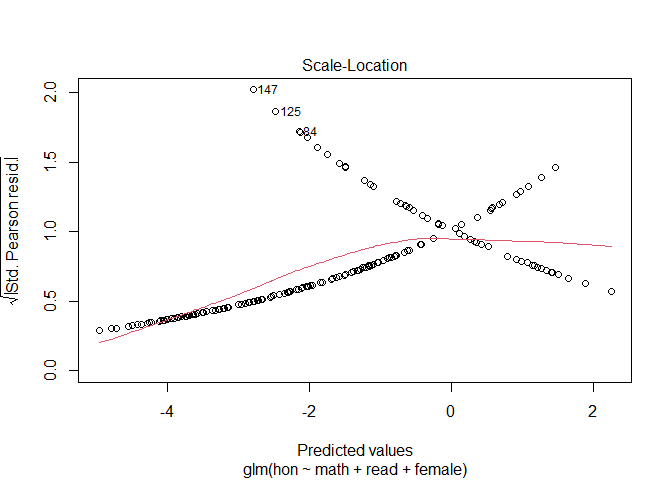 Scale-Location
√|Std. Pearson resid.|
2.0
1.5
1.0
0.5
0.0
147
125
84
-4 -2 0 2
Predicted values
glm(hon ~ math + read + female)